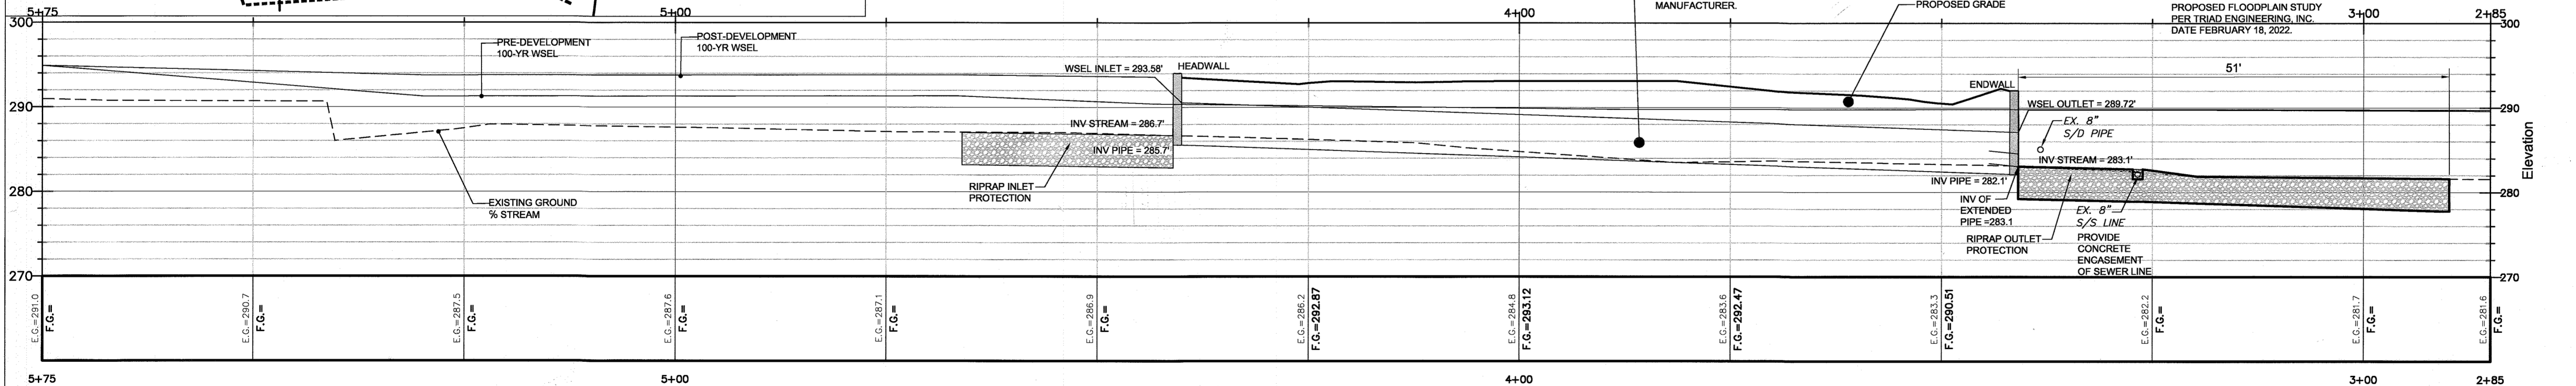 5+75
5+00
4+00
3+00
2+85
300
300
MANUFACTURER.
PROPOSED GRADE
PROPOSED FLOODPLAIN STUDY
PER TRIAD ENGINEERING, INC.
DATE FEBRUARY 18, 2022.
PRE-DEVELOPMENT
100-YR WSEL
POST-DEVELOPMENT
100-YR WSEL
WSEL INLET = 293.58'
HEADWALL
ENDWALL
51'
290
290
WSEL OUTLET = 289.72'
EX. 8"
S/D PIPE
INV STREAM = 286.7'
INV PIPE = 285.7'
INV STREAM = 283.1'
Elevation
RIPRAP INLET
PROTECTION
INV PIPE = 282.1'
280
280
EXISTING GROUND
℅ STREAM
INV OF
EXTENDED
PIPE =283.1
EX. 8"
S/S LINE
RIPRAP OUTLET
PROTECTION
PROVIDE
CONCRETE
ENCASEMENT
OF SEWER LINE
270
270
E.G.=291.0
F.G.=
E.G.=290.7
F.G.=
E.G.=287.5
F.G.=
E.G.=287.6
F.G.=
E.G.=287.1
F.G.=
E.G.=286.9
F.G.=
E.G.=286.2
F.G.=292.87
E.G.=284.8
F.G.=293.12
E.G.=283.6
F.G.=292.47
E.G.=283.3
F.G.=290.51
E.G.=282.2
F.G.=
E.G.=281.7
F.G.=
E.G.=281.6
F.G.=
5+75
5+00
4+00
3+00
2+85